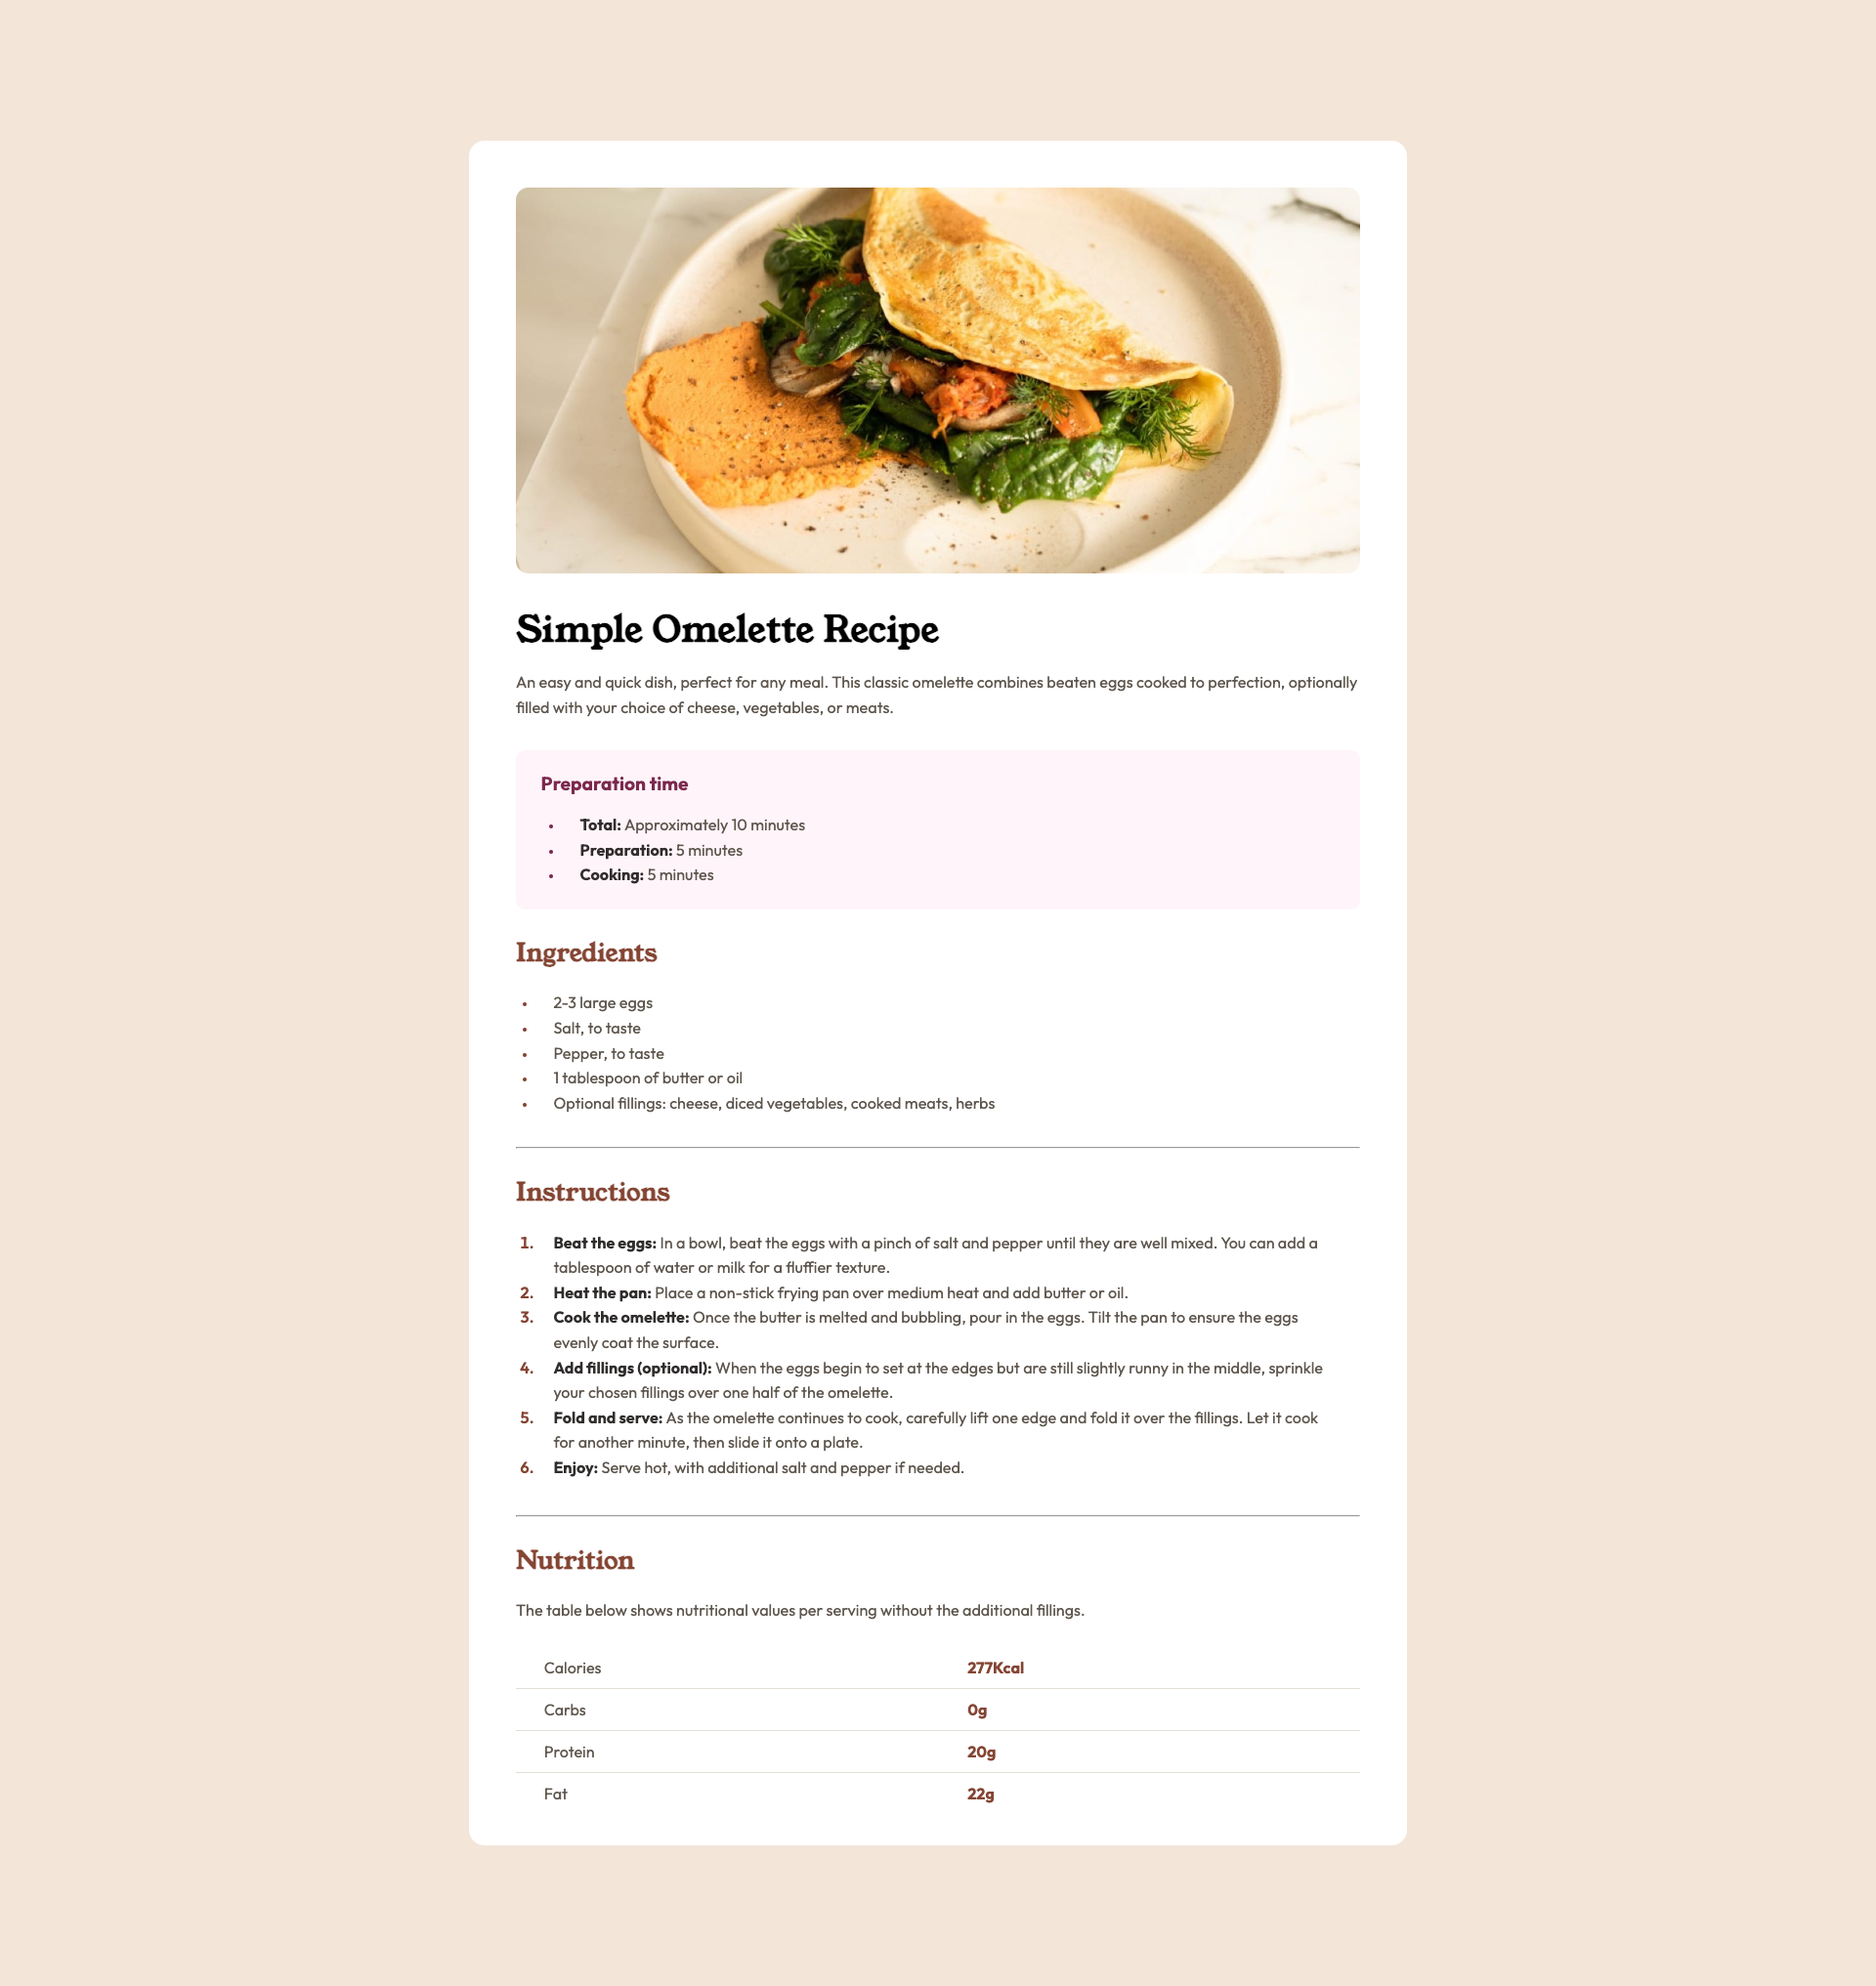 Simple Omelette Recipe
An easy and quick dish, perfect for any meal. This classic omelette combines beaten eggs cooked to perfection, optionally
filled with your choice of cheese, vegetables, or meats.
Preparation time
• Total: Approximately 10 minutes
• Preparation: 5 minutes
• Cooking: 5 minutes
Ingredients
• 2-3 large eggs
• Salt, to taste
• Pepper, to taste
• 1 tablespoon of butter or oil
• Optional fillings: cheese, diced vegetables, cooked meats, herbs
Instructions
1. Beat the eggs: In a bowl, beat the eggs with a pinch of salt and pepper until they are well mixed. You can add a
tablespoon of water or milk for a fluffier texture.
2. Heat the pan: Place a non-stick frying pan over medium heat and add butter or oil.
3. Cook the omelette: Once the butter is melted and bubbling, pour in the eggs. Tilt the pan to ensure the eggs
evenly coat the surface.
4. Add fillings (optional): When the eggs begin to set at the edges but are still slightly runny in the middle, sprinkle
your chosen fillings over one half of the omelette.
5. Fold and serve: As the omelette continues to cook, carefully lift one edge and fold it over the fillings. Let it cook
for another minute, then slide it onto a plate.
6. Enjoy: Serve hot, with additional salt and pepper if needed.
Nutrition
The table below shows nutritional values per serving without the additional fillings.
Calories 277Kcal
Carbs 0g
Protein 20g
Fat 22g